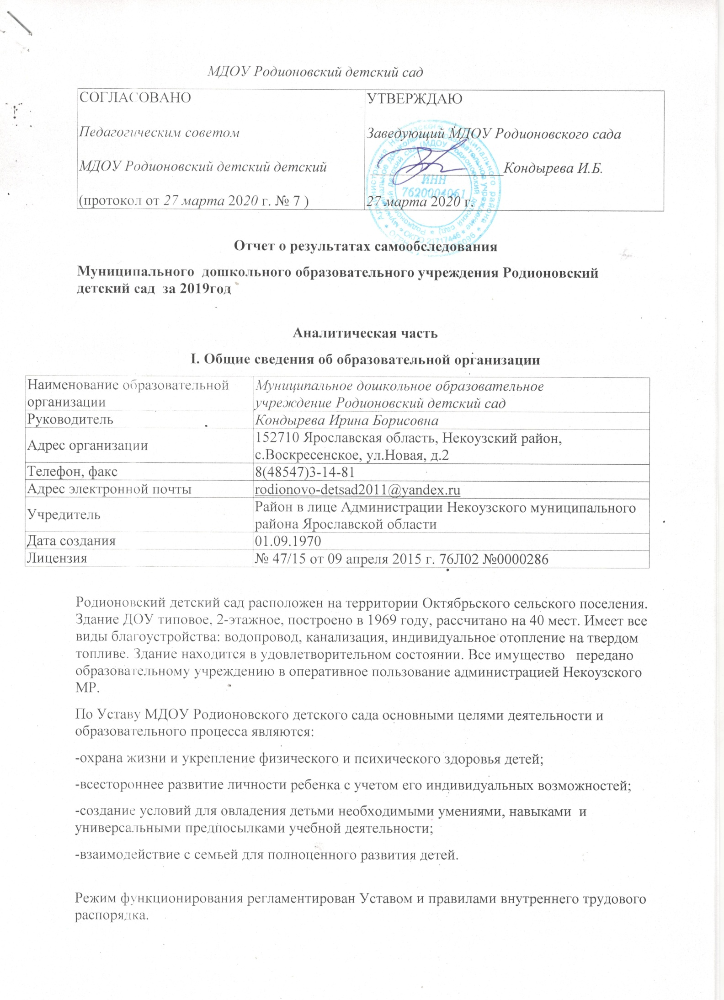 МДОУ Родионовский детский сад
СОГЛАСОВАНО
Педагогическим советом
МДОУ Родионовский детский детский
(протокол от 27 марта 2020 г. № 7 )
УТВЕРЖДАЮ
Заведующий МДОУ Родионовского сада
Кондырева И.Б.
27 марта 2020 г.
ИНН
7620004061
ОКПО 21717446
Отчет о результатах самообследования
Муниципального дошкольного образовательного учреждения Родионовский
детский сад за 2019год
Аналитическая часть
I. Общие сведения об образовательной организации
Наименование образовательной
организации
Муниципальное дошкольное образовательное
учреждение Родионовский детский сад
Руководитель
Кондырева Ирина Борисовна
Адрес организации
152710 Ярославская область, Некоузский район,
с.Воскресенское, ул.Новая, д.2
Телефон, факс
8(48547)3-14-81
Адрес электронной почты
rodionovo-detsad2011@yandex.ru
Учредитель
Район в лице Администрации Некоузского муниципального
района Ярославской области
Дата создания
01.09.1970
Лицензия
№ 47/15 от 09 апреля 2015 г. 76Л02 №0000286
Родионовский детский сад расположен на территории Октябрьского сельского поселения.
Здание ДОУ типовое, 2-этажное, построено в 1969 году, рассчитано на 40 мест. Имеет все
виды благоустройства: водопровод, канализация, индивидуальное отопление на твердом
топливе. Здание находится в удовлетворительном состоянии. Все имущество передано
образовательному учреждению в оперативное пользование администрацией Некоузского
МР.
По Уставу МДОУ Родионовского детского сада основными целями деятельности и
образовательного процесса являются:
-охрана жизни и укрепление физического и психического здоровья детей;
-всестороннее развитие личности ребенка с учетом его индивидуальных возможностей;
-создание условий для овладения детьми необходимыми умениями, навыками и
универсальными предпосылками учебной деятельности;
-взаимодействие с семьей для полноценного развития детей.
Режим функционирования регламентирован Уставом и правилами внутреннего трудового
распорядка.